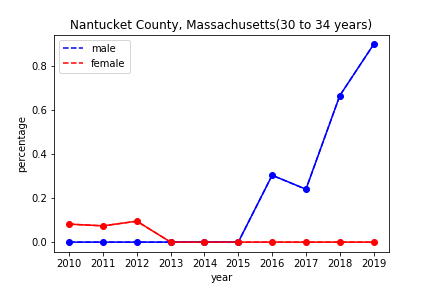 Nantucket County, Massachusetts(30 to 34 years)
male
female
percentage
0.8
0.6
0.4
0.2
0.0
2010 2011 2012 2013 2014 2015 2016 2017 2018 2019
year